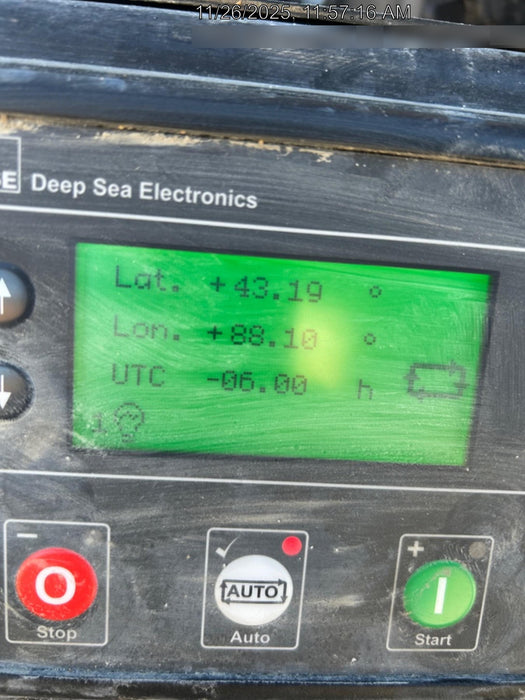 11/26/2025, 11:57:16 AM
SE Deep Sea Electronics
Lat. +43.19 °
Lon. +88.10 °
UTC -06.00 h
Stop
AUTO
Auto
Start